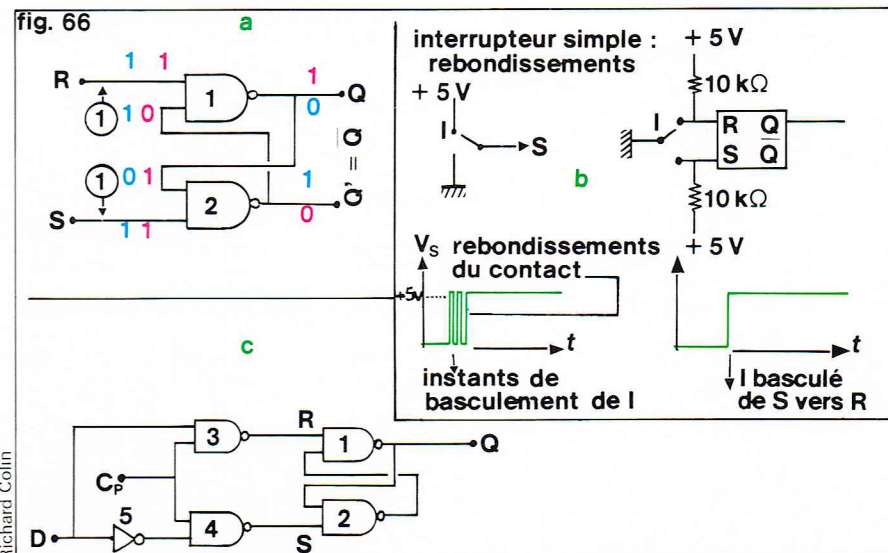 fig. 66
a
R
1 1
1
Q
1
0
1
1 0
1
0 1
2
S
1 1
1
0
Q' = Q
interrupteur simple :
rebondissements
+ 5 V
I
S
b
+ 5 V
10 kΩ
I
R Q
S Q
10 kΩ
+ 5 V
Vs rebondissements
du contact
+5v
t
instants de
basculement de I
t
I basculé
de S vers R
c
3
R
1
Q
Cp
D
5
4
S
2
Richard Colin